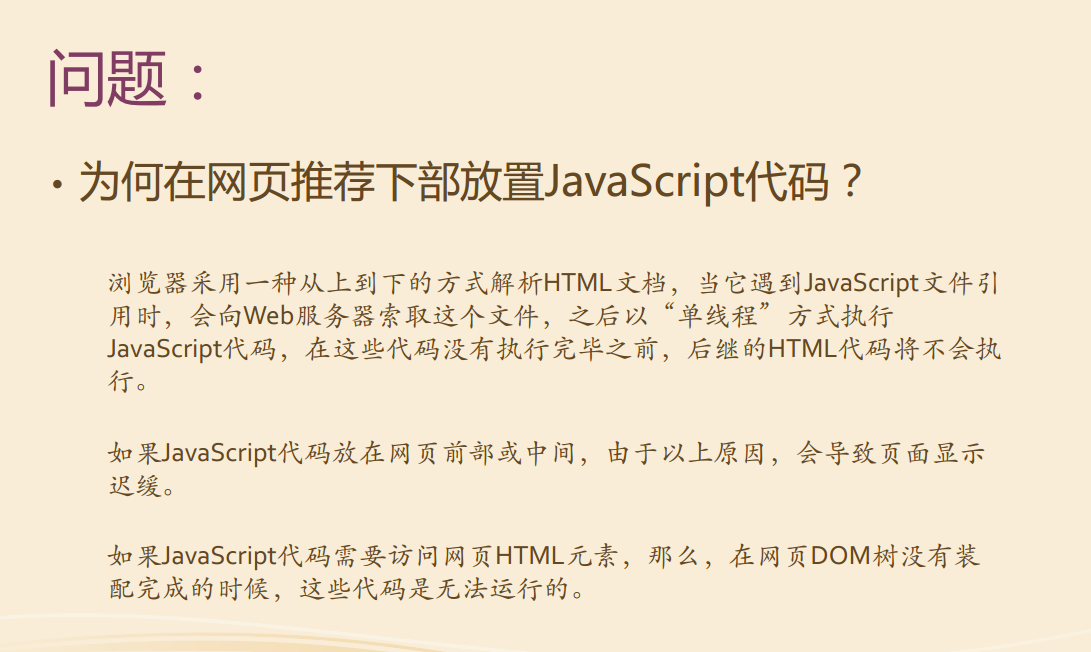 问题：
• 为何在网页推荐下部放置JavaScript代码？
浏览器采用一种从上到下的方式解析HTML文档，当它遇到JavaScript文件引
用时，会向Web服务器索取这个文件，之后以“单线程”方式执行
JavaScript代码，在这些代码没有执行完毕之前，后继的HTML代码将不会执
行。
如果JavaScript代码放在网页前部或中间，由于以上原因，会导致页面显示
迟缓。
如果JavaScript代码需要访问网页HTML元素，那么，在网页DOM树没有装
配完成的时候，这些代码是无法运行的。